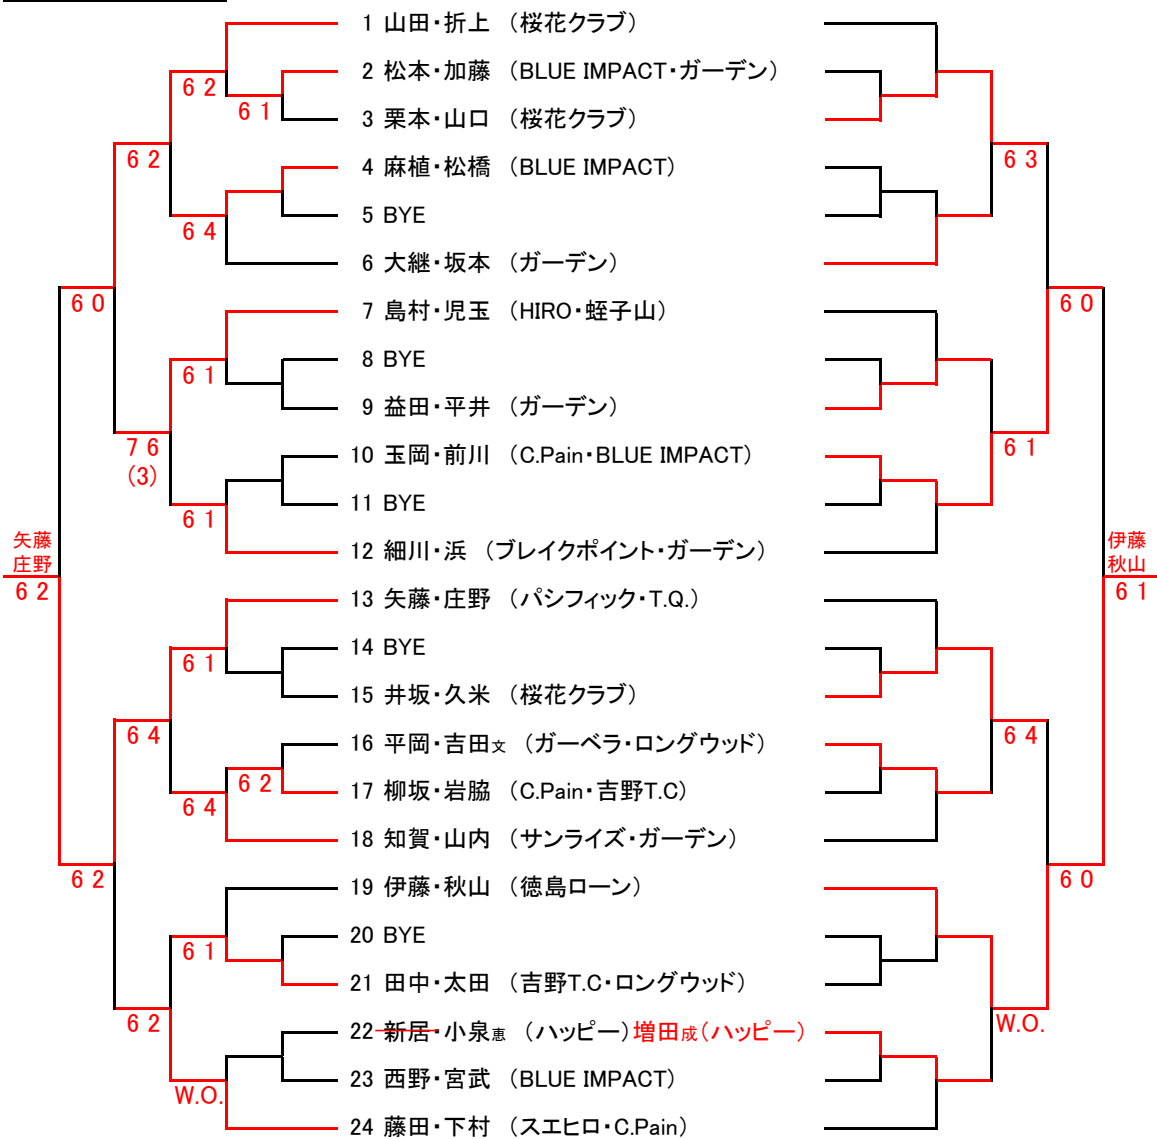 1 山田・折上 （桜花クラブ）
6 2
2 松本・加藤 （BLUE IMPACT・ガーデン）
6 1
3 栗本・山口 （桜花クラブ）
6 2
6 3
4 麻植・松橋 （BLUE IMPACT）
5 BYE
6 4
6 大継・坂本 （ガーデン）
6 0
6 0
7 島村・児玉 （HIRO・蛭子山）
8 BYE
6 1
9 益田・平井 （ガーデン）
7 6
(3)
6 1
10 玉岡・前川 （C.Pain・BLUE IMPACT）
11 BYE
6 1
12 細川・浜 （ブレイクポイント・ガーデン）
矢藤
庄野
6 2
伊藤
秋山
6 1
13 矢藤・庄野 （パシフィック・T.Q.）
14 BYE
6 1
15 井坂・久米 （桜花クラブ）
6 4
6 4
16 平岡・吉田文 （ガーベラ・ロングウッド）
6 2
17 柳坂・岩脇 （C.Pain・吉野T.C）
6 4
18 知賀・山内 （サンライズ・ガーデン）
6 2
6 0
19 伊藤・秋山 （徳島ローン）
20 BYE
6 1
21 田中・太田 （吉野T.C・ロングウッド）
6 2
W.O.
22 新居・小泉恵 （ハッピー）増田成（ハッピー）
23 西野・宮武 （BLUE IMPACT）
W.O.
24 藤田・下村 （スエヒロ・C.Pain）